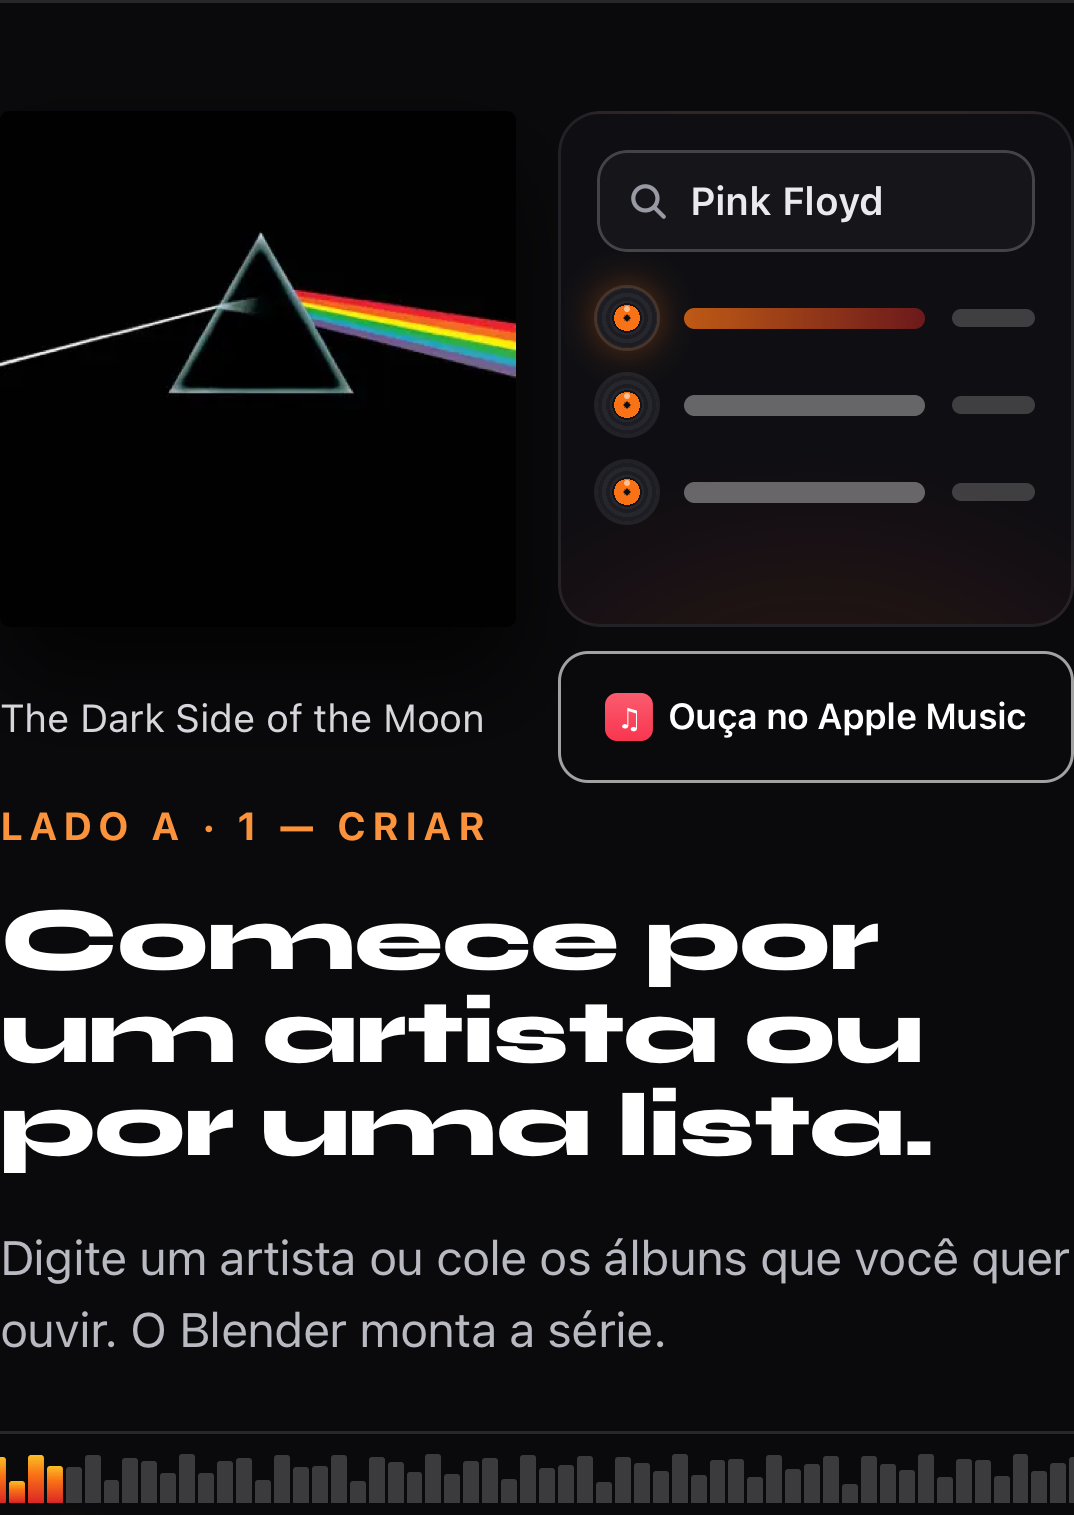 Pink Floyd
The Dark Side of the Moon
Ouça no Apple Music
LADO A · 1 — CRIAR
Comece por
um artista ou
por uma lista.
Digite um artista ou cole os álbuns que você quer
ouvir. O Blender monta a série.